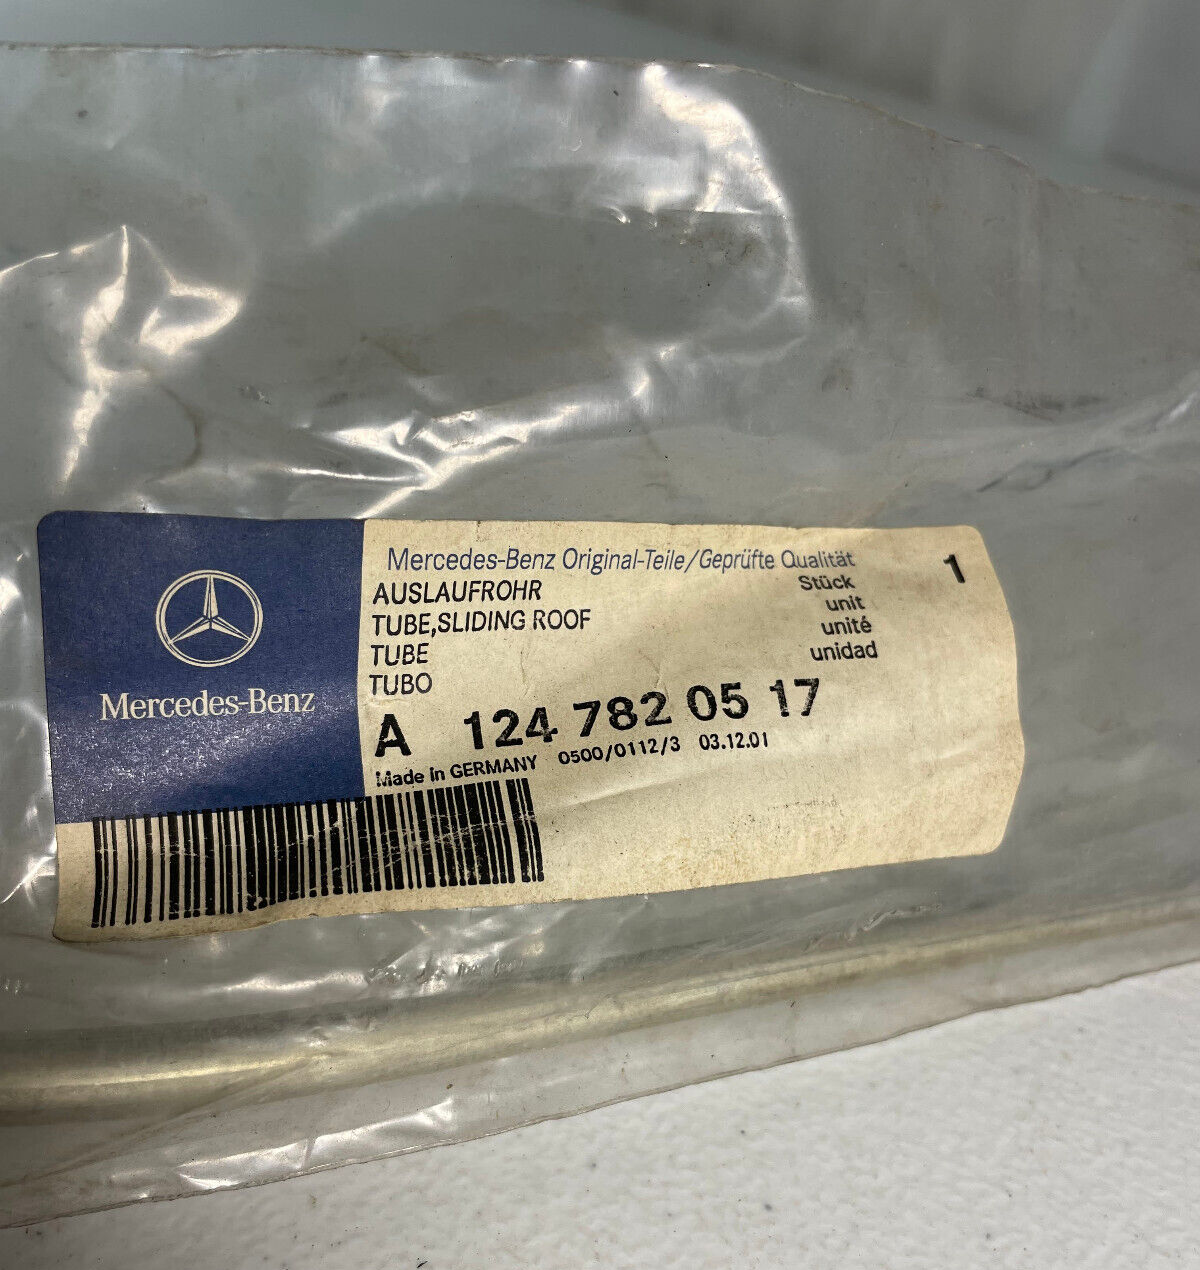 Mercedes-Benz
Mercedes-Benz Original-Teile/Geprüfte Qualität
AUSLAUFROHR
TUBE,SLIDING ROOF
TUBE
TUBO
Stück
unit
unité
unidad
1
A 124 782 05 17
Made in GERMANY 0500/0112/3 03.12.01